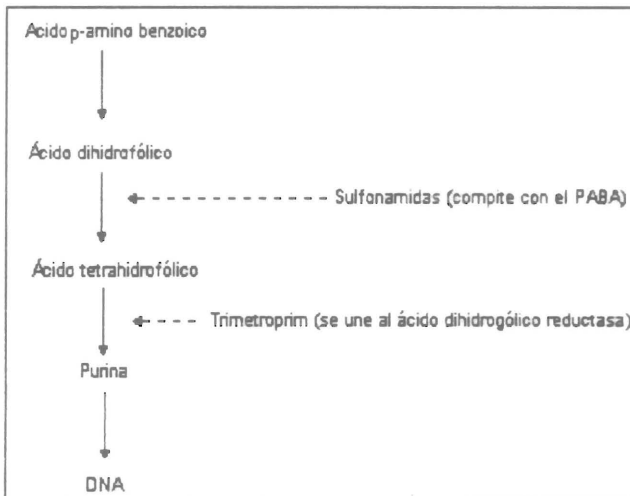 Acido p-amino benzoico
Ácido dihidrofólico
Sulfonamidas (compite con el PABA)
Ácido tetrahidrofólico
Trimetroprim (se une al ácido dihidrogólico reductasa)
Purina
DNA